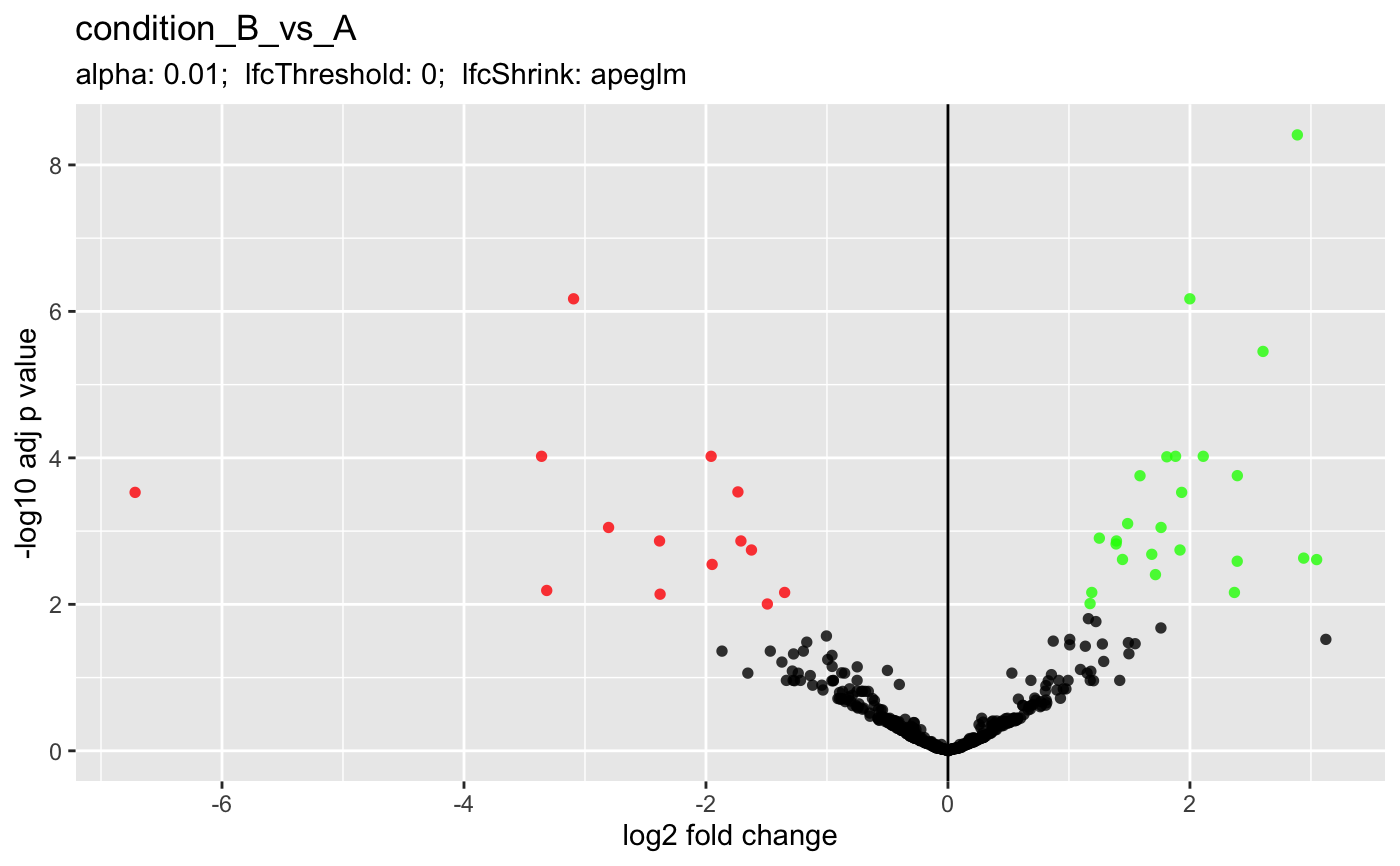 condition_B_vs_A
alpha: 0.01;  lfcThreshold: 0;  lfcShrink: apeglm
-log10 adj p value
8
6
4
2
0
-6
-4
-2
0
2
log2 fold change